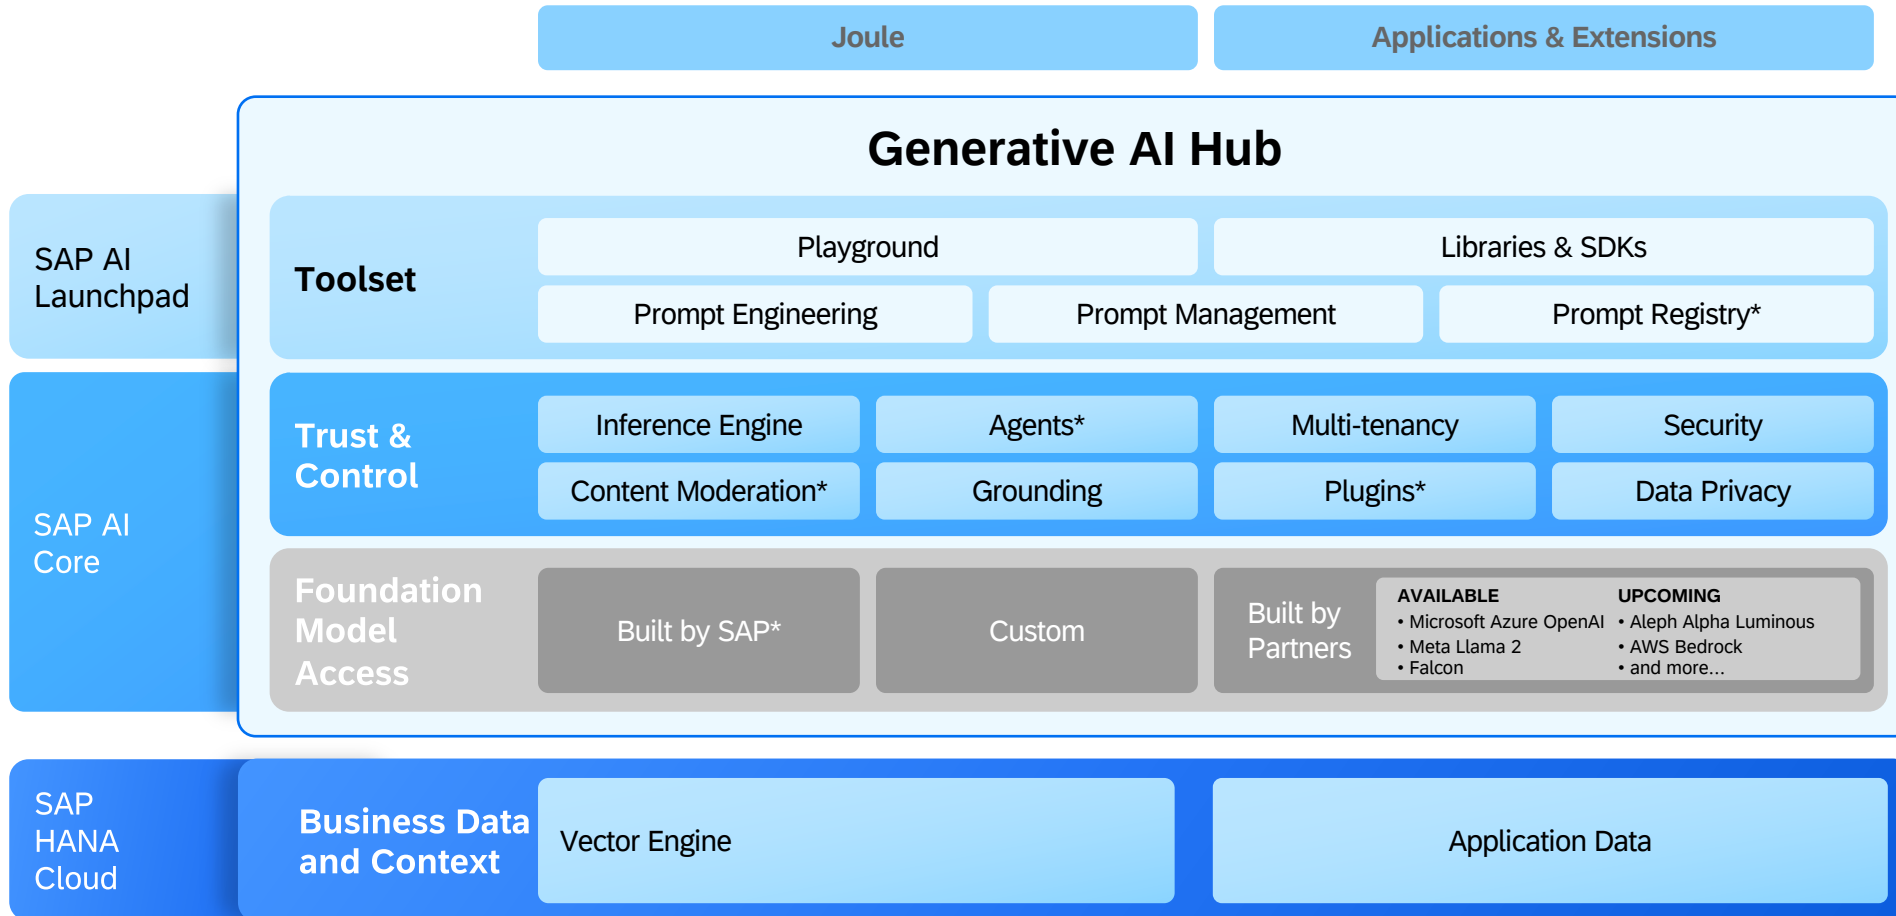 Joule
Applications & Extensions
Generative AI Hub
SAP AI
Launchpad
Toolset
Playground
Libraries & SDKs
Prompt Engineering
Prompt Management
Prompt Registry*
SAP AI
Core
Trust &
Control
Inference Engine
Agents*
Multi-tenancy
Security
Content Moderation*
Grounding
Plugins*
Data Privacy
Foundation
Model
Access
Built by SAP*
Custom
Built by
Partners
AVAILABLE
• Microsoft Azure OpenAI
• Meta Llama 2
• Falcon
UPCOMING
• Aleph Alpha Luminous
• AWS Bedrock
• and more...
SAP
HANA
Cloud
Business Data
and Context
Vector Engine
Application Data